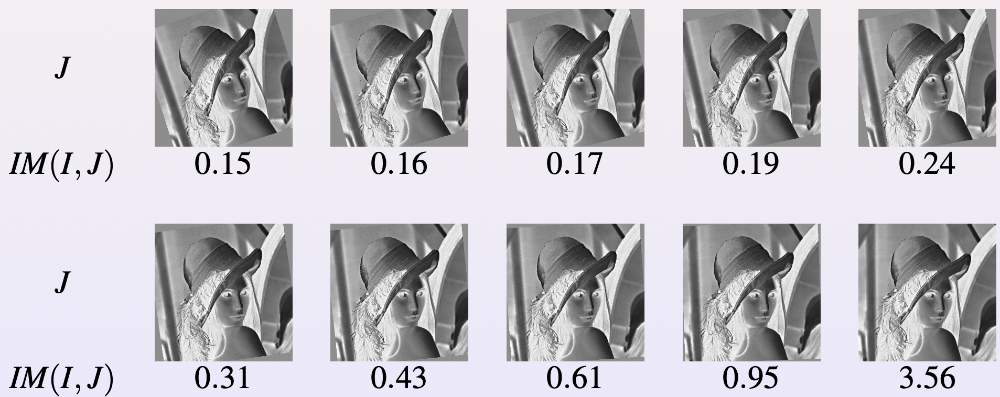 J
IM(I, J) 0.15 0.16 0.17 0.19 0.24
J
IM(I, J) 0.31 0.43 0.61 0.95 3.56